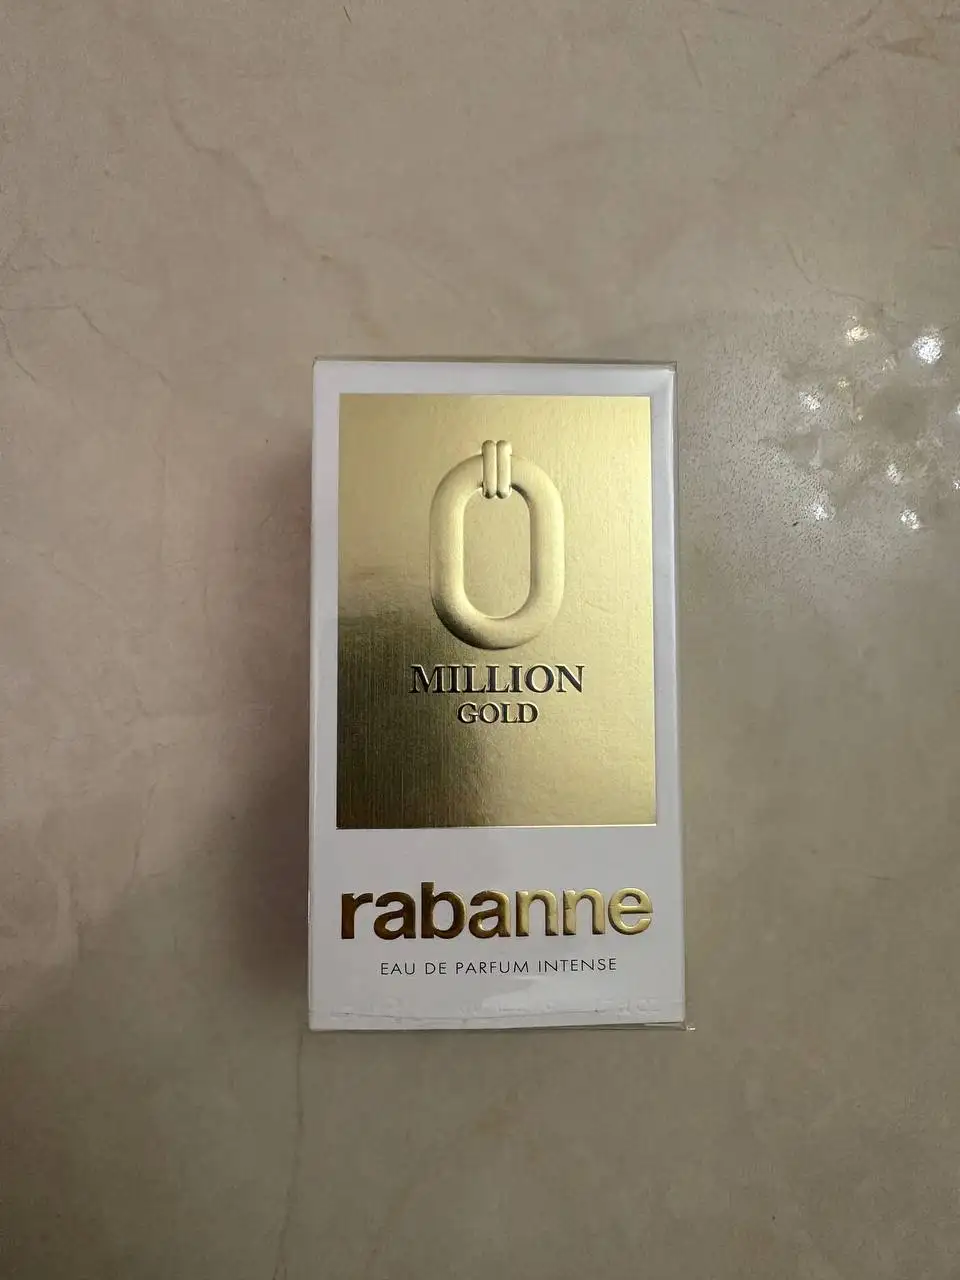 MILLION
GOLD
rabanne
EAU DE PARFUM INTENSE